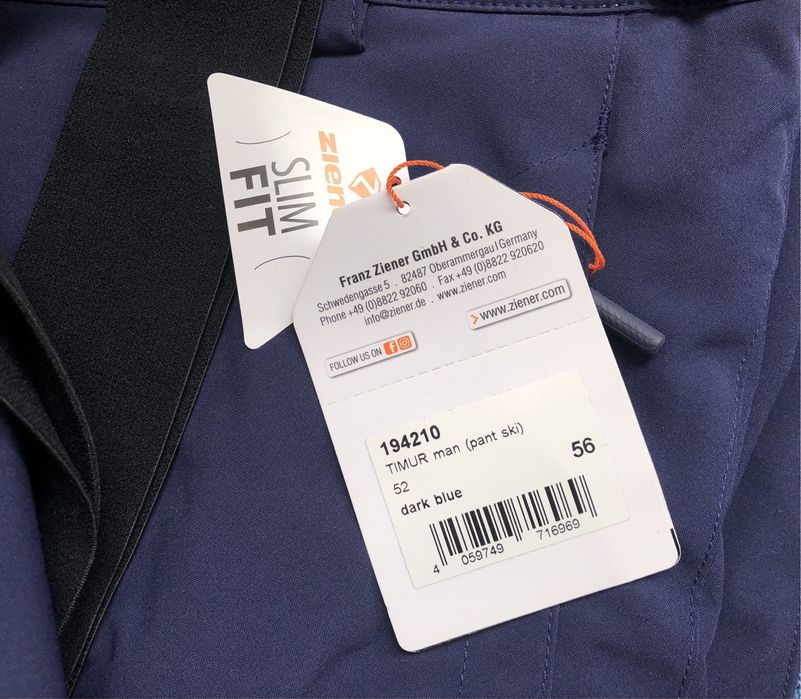 SLIM
FIT
Franz Ziener GmbH & Co. KG
Schwedengasse 5 . 82487 Oberammergau | Germany
Phone +49 (0)8822 92060 . Fax +49 (0)8822 920620
info@ziener.de . www.ziener.com
FOLLOW US ON
www.ziener.com
194210
TIMUR man (pant ski)
52
56
dark blue
4 059749 716969